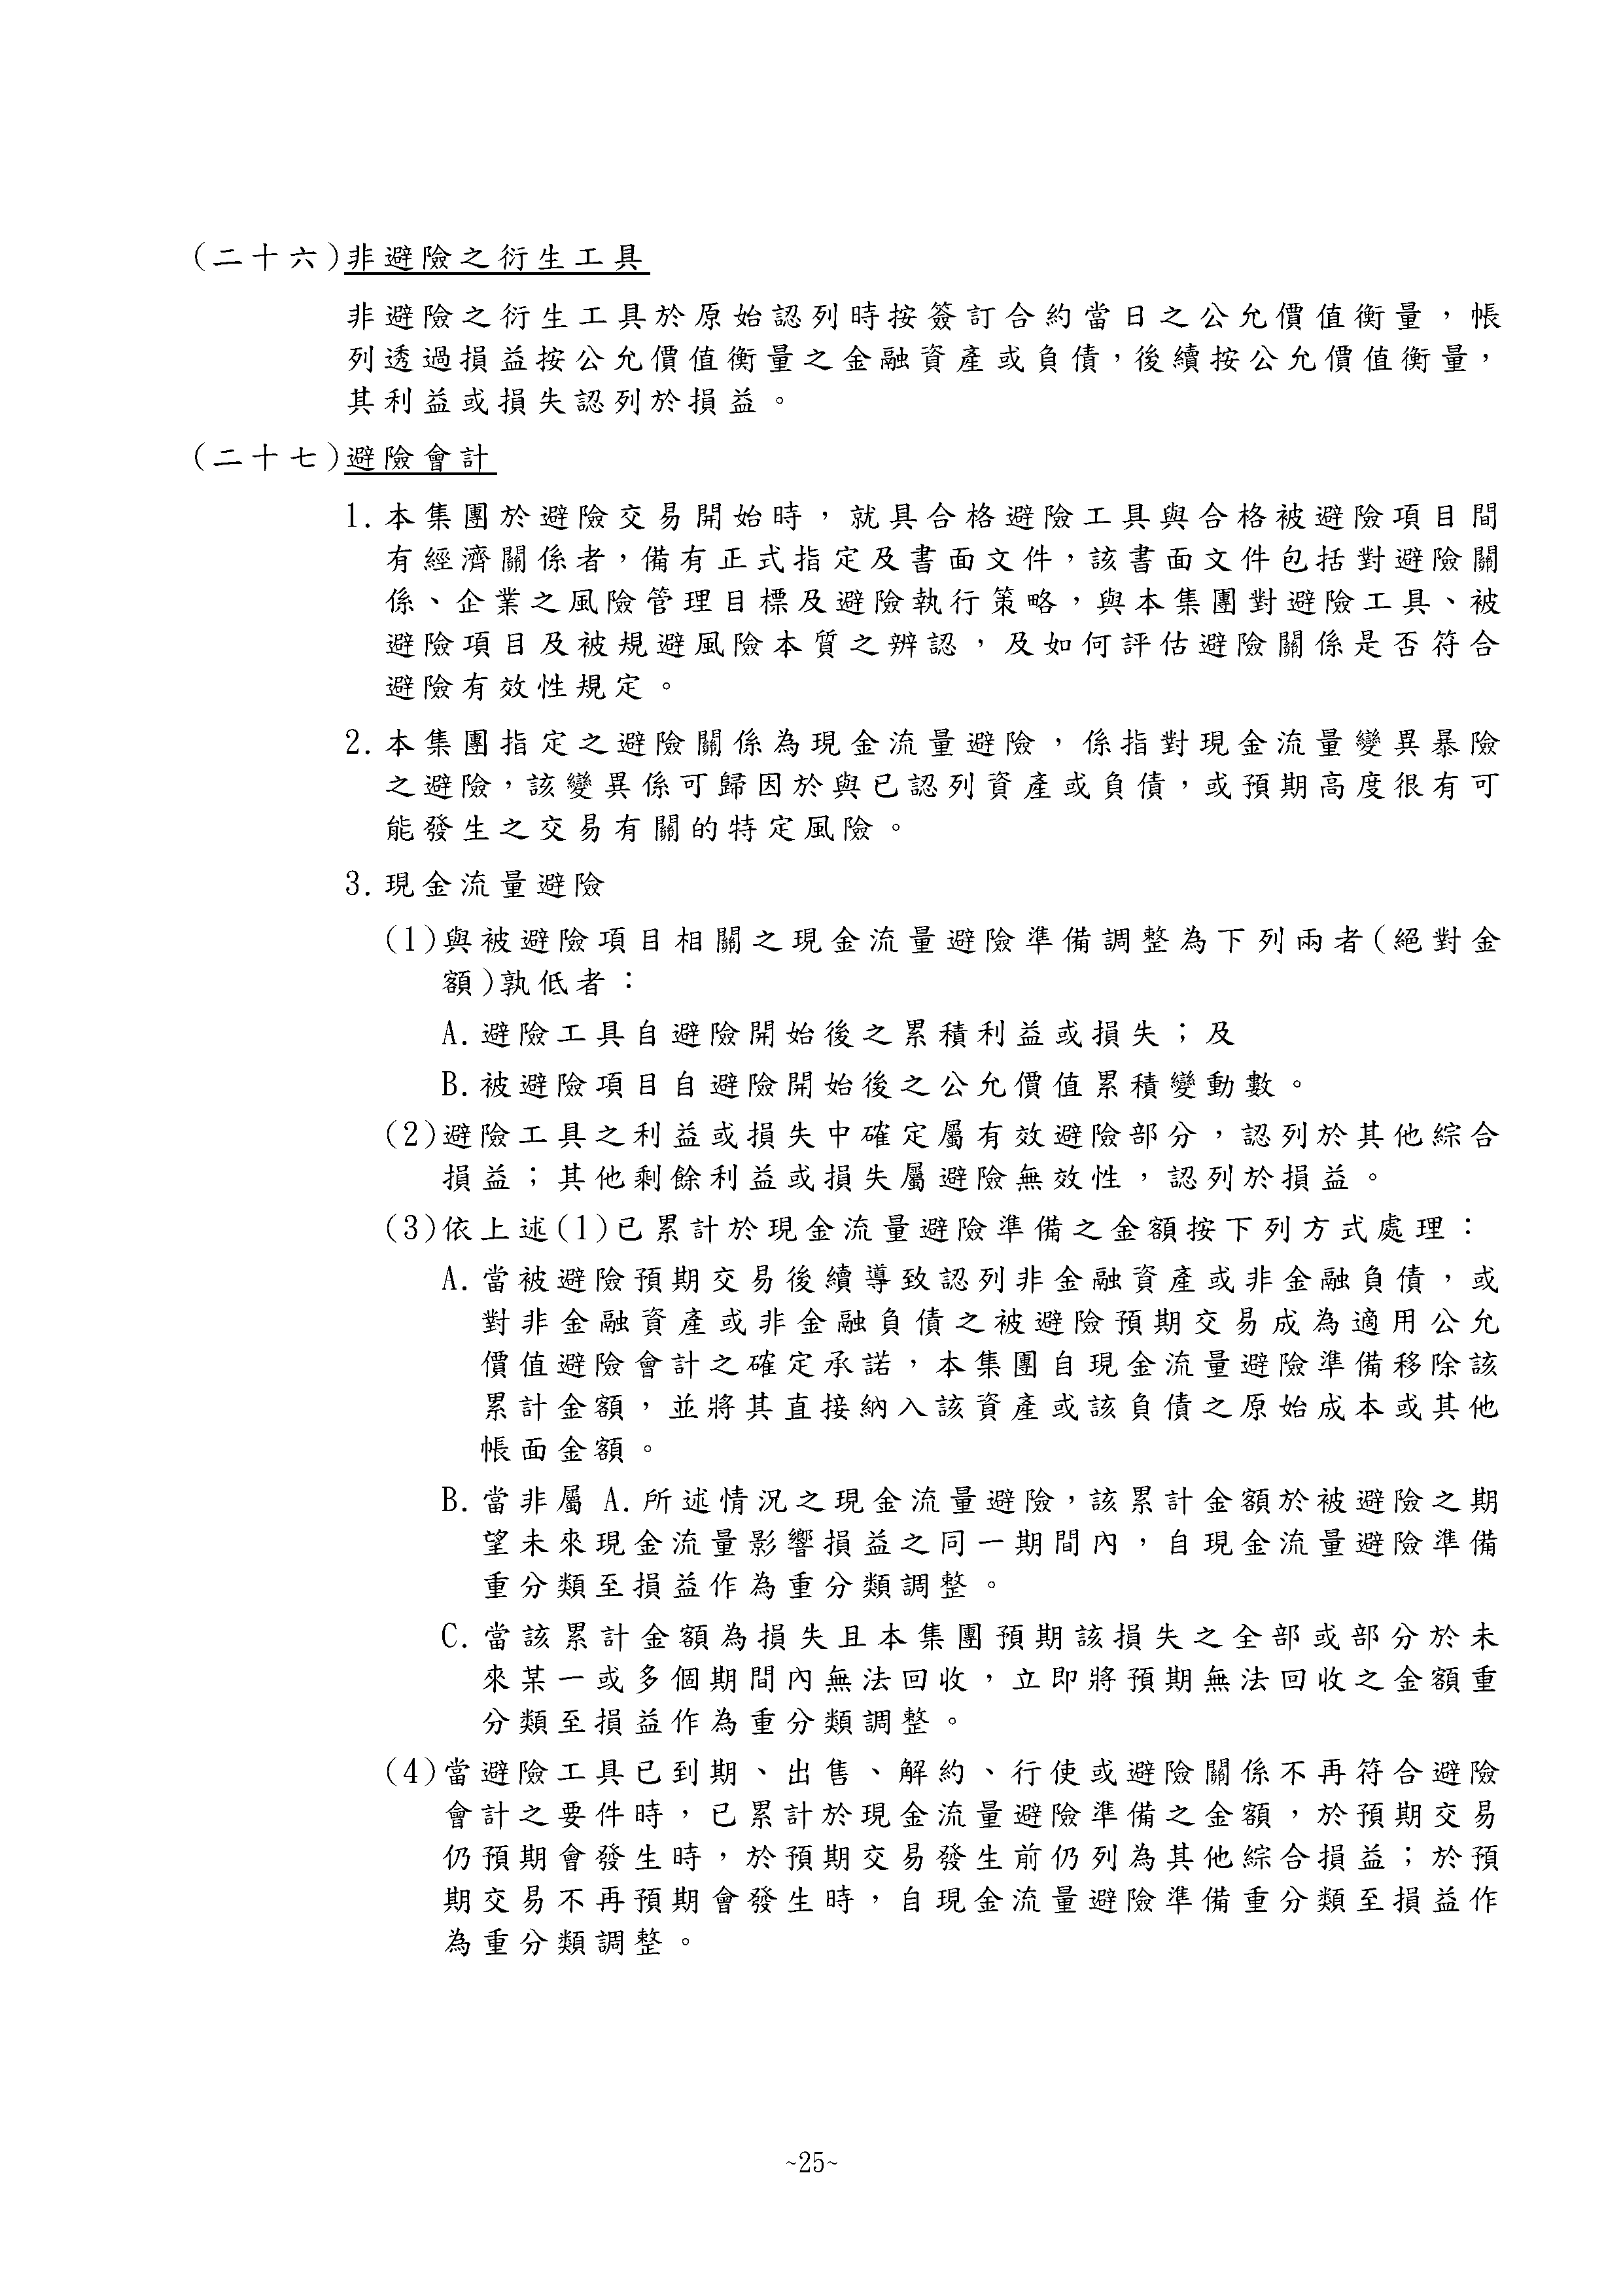 (二十六)非避險之衍生工具
非避險之衍生工具於原始認列時按簽訂合約當日之公允價值衡量，帳
列透過損益按公允價值衡量之金融資產或負債，後續按公允價值衡量，
其利益或損失認列於損益。
(二十七)避險會計
1.本集團於避險交易開始時，就具合格避險工具與合格被避險項目間
有經濟關係者，備有正式指定及書面文件，該書面文件包括對避險關
係、企業之風險管理目標及避險執行策略，與本集團對避險工具、被
避險項目及被規避風險本質之辨認，及如何評估避險關係是否符合
避險有效性規定。
2.本集團指定之避險關係為現金流量避險，係指對現金流量變異暴險
之避險，該變異係可歸因於與已認列資產或負債，或預期高度很有可
能發生之交易有關的特定風險。
3.現金流量避險
(1)與被避險項目相關之現金流量避險準備調整為下列兩者(絕對金
額)孰低者：
A.避險工具自避險開始後之累積利益或損失；及
B.被避險項目自避險開始後之公允價值累積變動數。
(2)避險工具之利益或損失中確定屬有效避險部分，認列於其他綜合
損益；其他剩餘利益或損失屬避險無效性，認列於損益。
(3)依上述(1)已累計於現金流量避險準備之金額按下列方式處理：
A.當被避險預期交易後續導致認列非金融資產或非金融負債，或
對非金融資產或非金融負債之被避險預期交易成為適用公允
價值避險會計之確定承諾，本集團自現金流量避險準備移除該
累計金額，並將其直接納入該資產或該負債之原始成本或其他
帳面金額。
B.當非屬 A.所述情況之現金流量避險，該累計金額於被避險之期
望未來現金流量影響損益之同一期間內，自現金流量避險準備
重分類至損益作為重分類調整。
C.當該累計金額為損失且本集團預期該損失之全部或部分於未
來某一或多個期間內無法回收，立即將預期無法回收之金額重
分類至損益作為重分類調整。
(4)當避險工具已到期、出售、解約、行使或避險關係不再符合避險
會計之要件時，已累計於現金流量避險準備之金額，於預期交易
仍預期會發生時，於預期交易發生前仍列為其他綜合損益；於預
期交易不再預期會發生時，自現金流量避險準備重分類至損益作
為重分類調整。
~25~